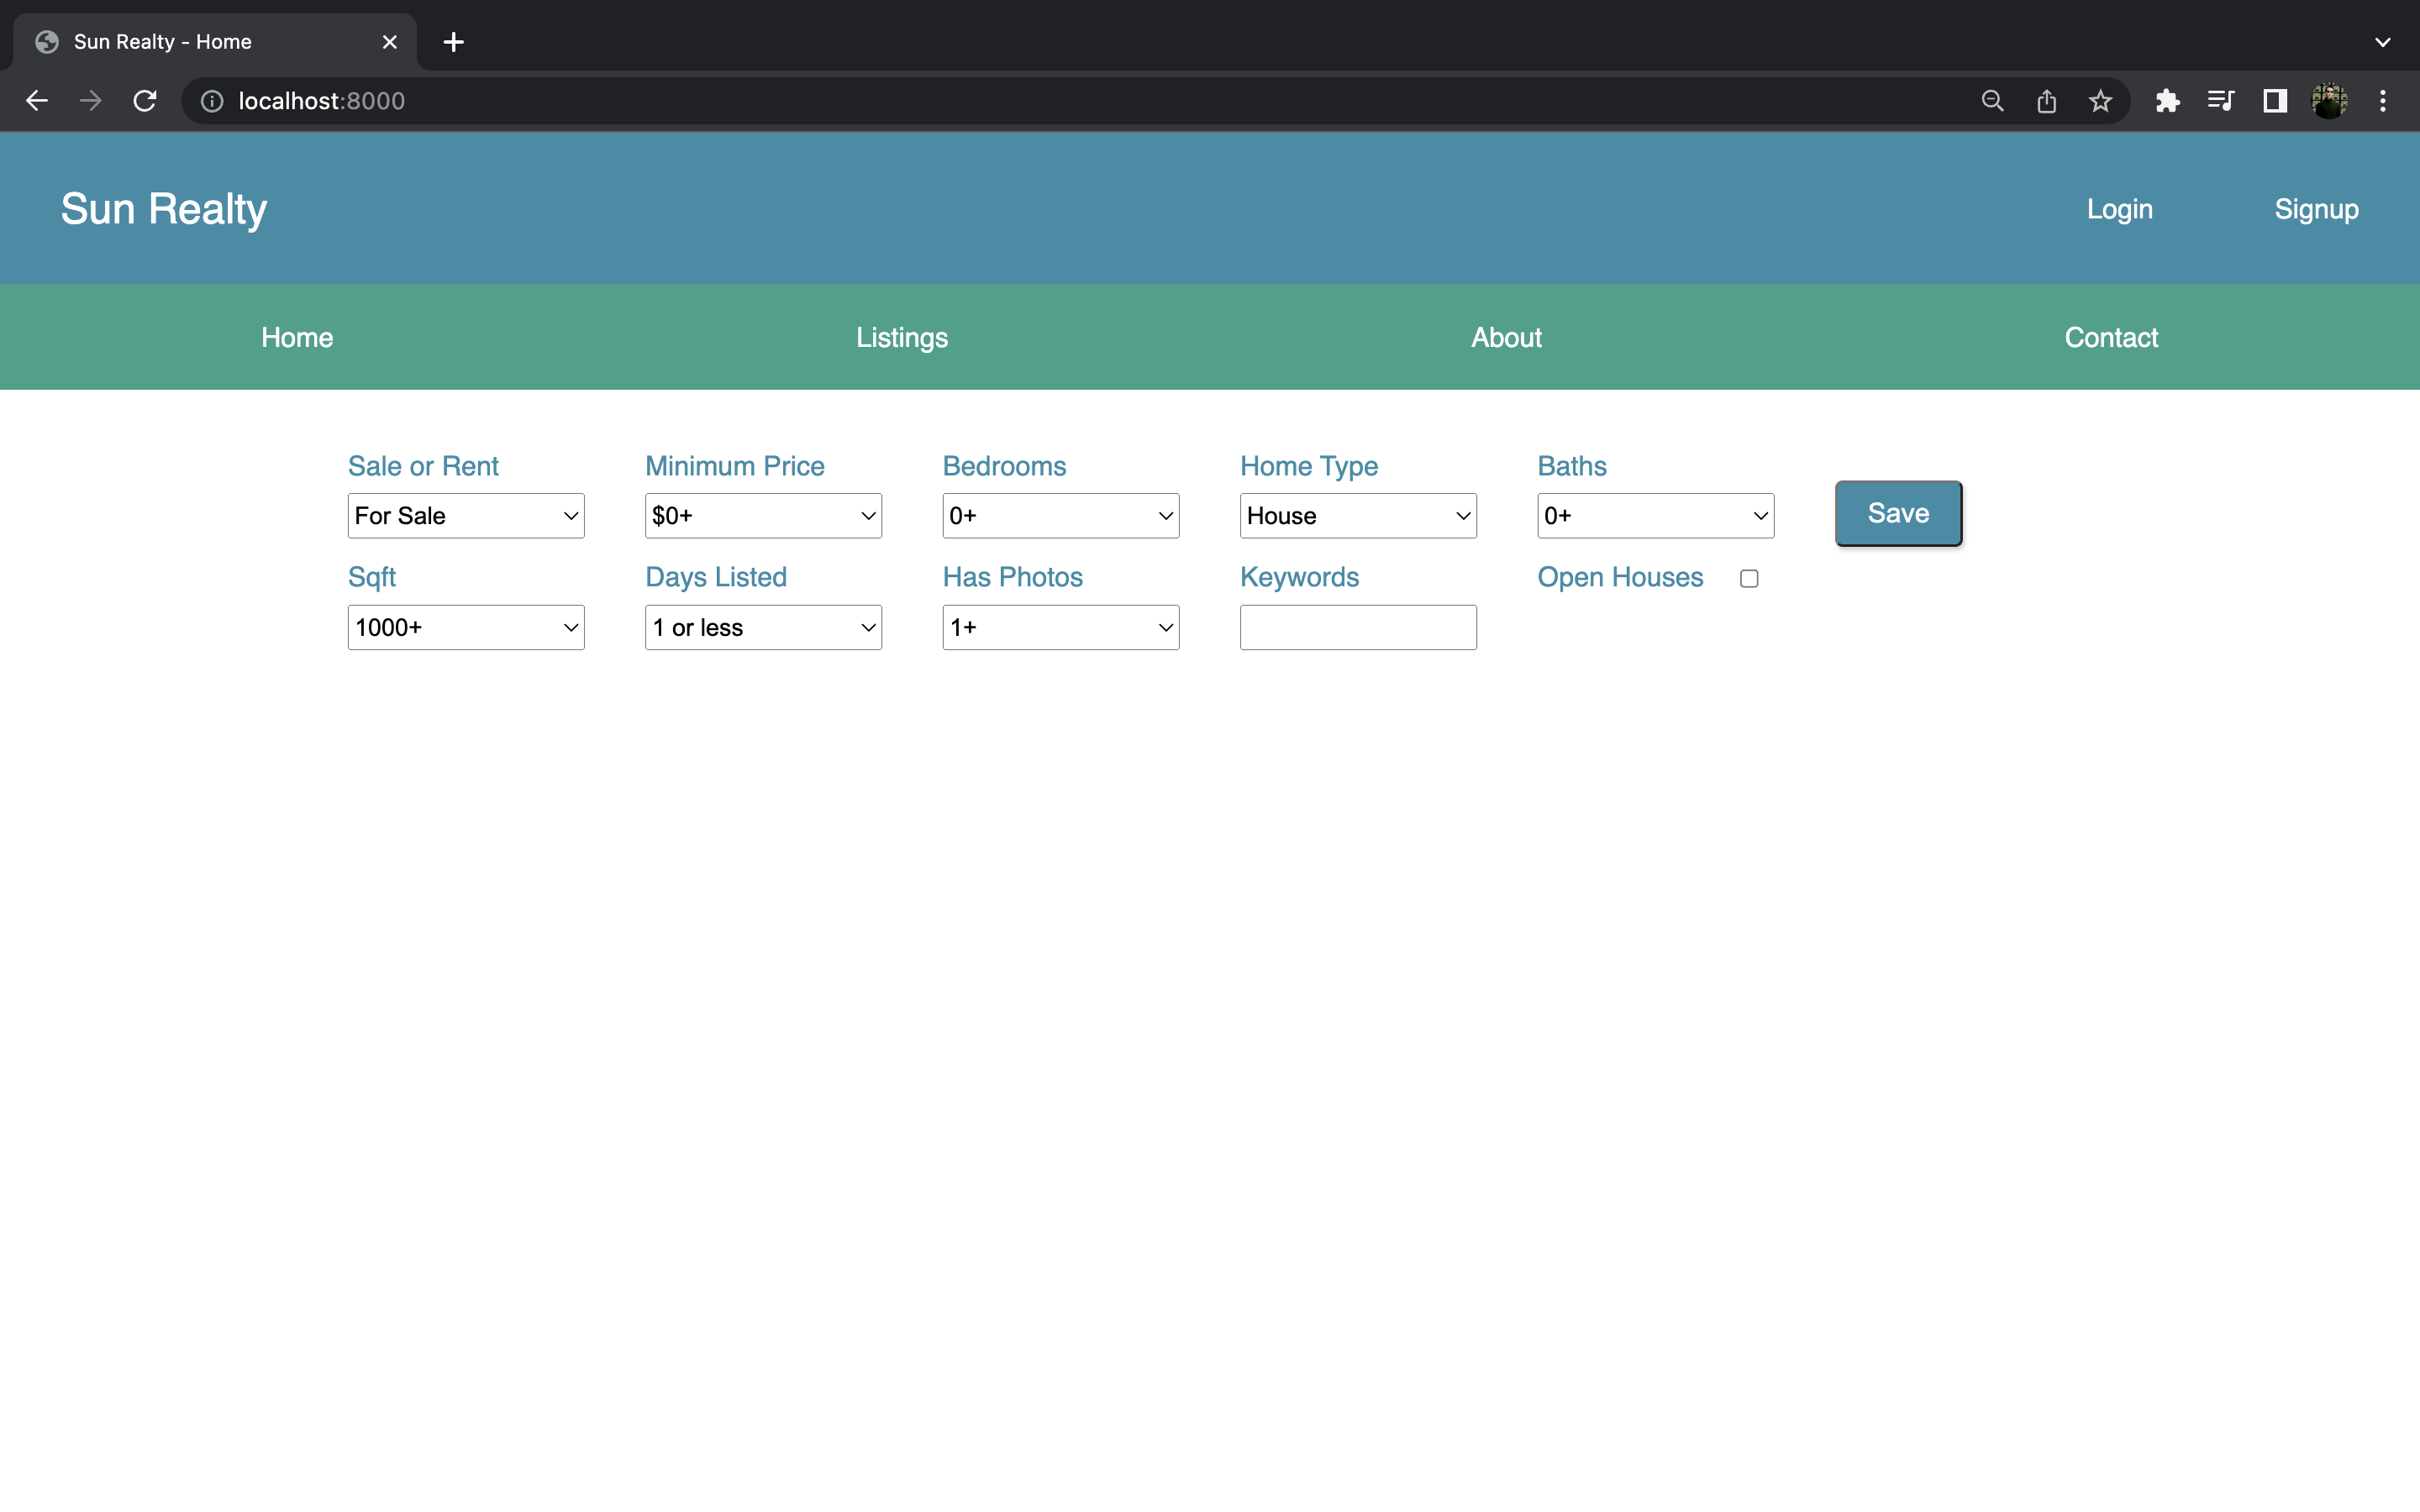 Sun Realty - Home
localhost:8000
Sun Realty
Login
Signup
Home
Listings
About
Contact
Sale or Rent
Minimum Price
Bedrooms
Home Type
Baths
For Sale
$0+
0+
House
0+
Save
Sqft
Days Listed
Has Photos
Keywords
Open Houses
1000+
1 or less
1+